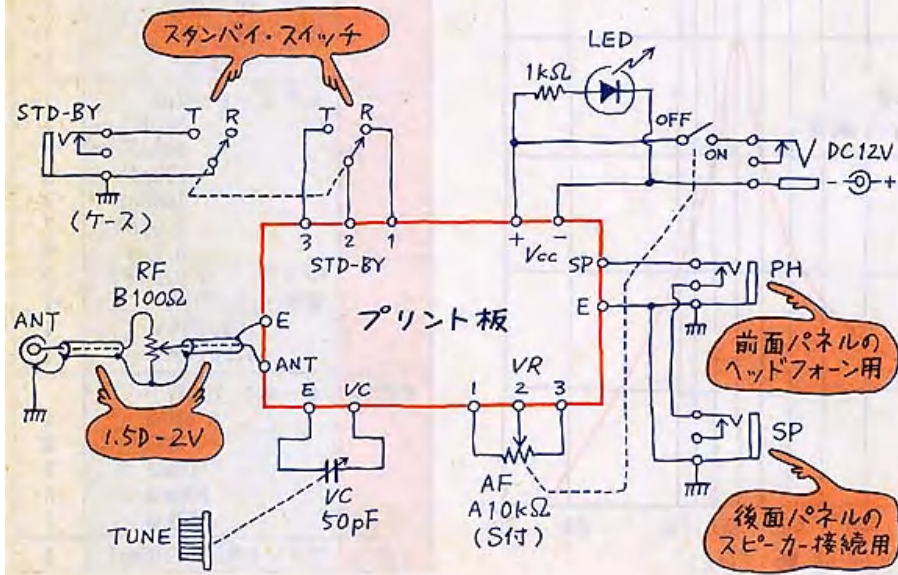 スタンバイ・スイッチ
LED
1kΩ
STD-BY
T R
T R
OFF
ON
DC12V
- +
(ケース)
3 2 1
STD-BY
+ -
Vcc
SP
E
PH
RF
B100Ω
ANT
E
ANT
プリント板
前面パネルの
ヘッドフォーン用
E VC
VR
1 2 3
1.5D-2V
VC
50pF
AF
A10kΩ
(S付)
SP
TUNE
後面パネルの
スピーカー接続用